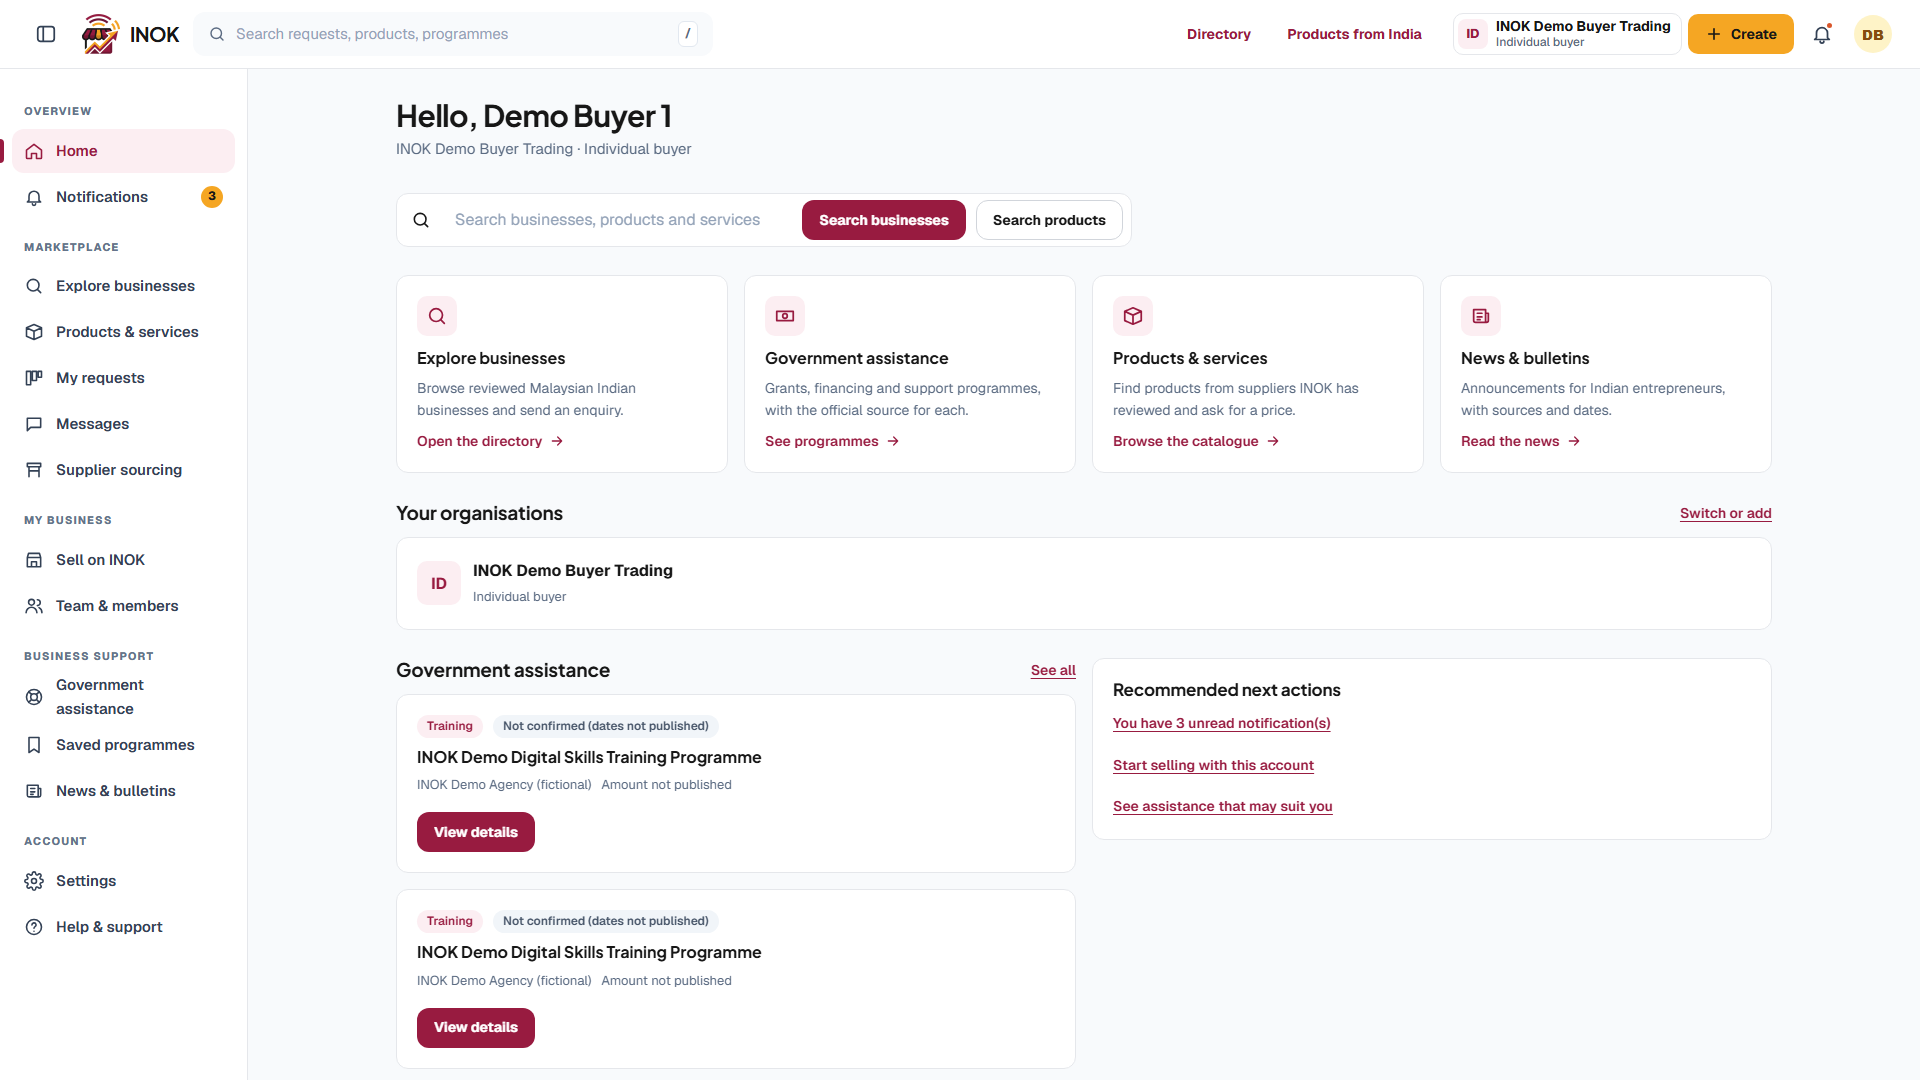 INOK
Search requests, products, programmes
/
Directory
Products from India
ID
INOK Demo Buyer Trading
Individual buyer
Create
DB
OVERVIEW
Home
Notifications
3
MARKETPLACE
Explore businesses
Products & services
My requests
Messages
Supplier sourcing
MY BUSINESS
Sell on INOK
Team & members
BUSINESS SUPPORT
Government
assistance
Saved programmes
News & bulletins
ACCOUNT
Settings
Help & support
Hello, Demo Buyer 1
INOK Demo Buyer Trading · Individual buyer
Search businesses, products and services
Search businesses
Search products
Explore businesses
Browse reviewed Malaysian Indian
businesses and send an enquiry.
Open the directory →
Government assistance
Grants, financing and support programmes,
with the official source for each.
See programmes →
Products & services
Find products from suppliers INOK has
reviewed and ask for a price.
Browse the catalogue →
News & bulletins
Announcements for Indian entrepreneurs,
with sources and dates.
Read the news →
Your organisations
Switch or add
ID
INOK Demo Buyer Trading
Individual buyer
Government assistance
See all
Training
Not confirmed (dates not published)
INOK Demo Digital Skills Training Programme
INOK Demo Agency (fictional) Amount not published
View details
Training
Not confirmed (dates not published)
INOK Demo Digital Skills Training Programme
INOK Demo Agency (fictional) Amount not published
View details
Recommended next actions
You have 3 unread notification(s)
Start selling with this account
See assistance that may suit you